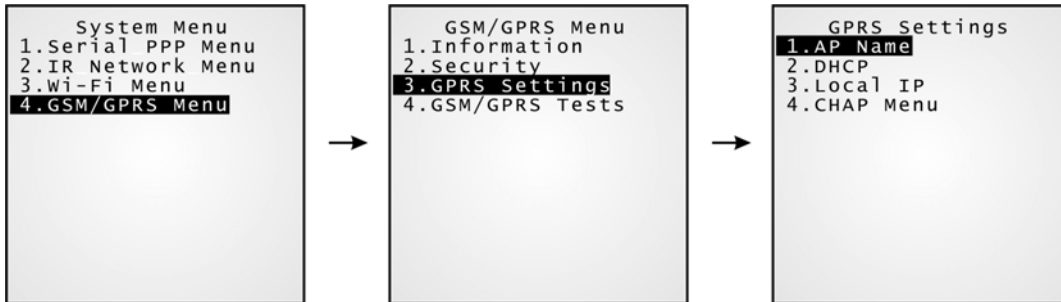 System Menu
1.Serial PPP Menu
2.IR Network Menu
3.Wi-Fi Menu
4.GSM/GPRS Menu
GSM/GPRS Menu
1.Information
2.Security
3.GPRS Settings
4.GSM/GPRS Tests
GPRS Settings
1.AP Name
2.DHCP
3.Local IP
4.CHAP Menu